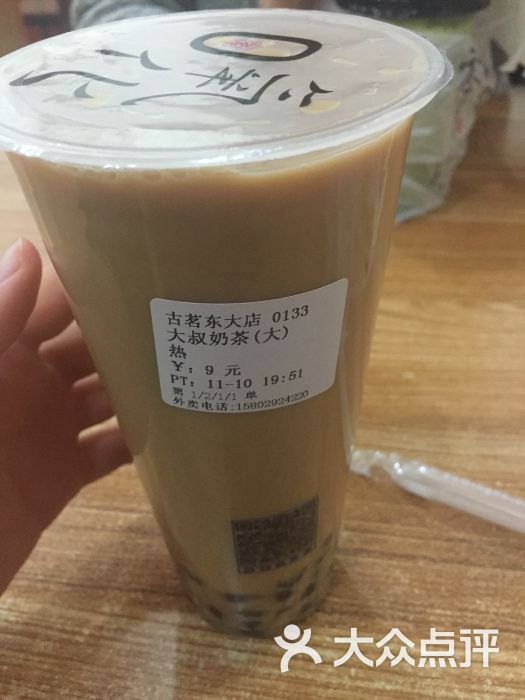 古茗东大店 0133
大叔奶茶(大)
热
Y: 9 元
PT: 11-10 19:51
第 1/2/1/1 单
外卖电话:15802924220
大众点评